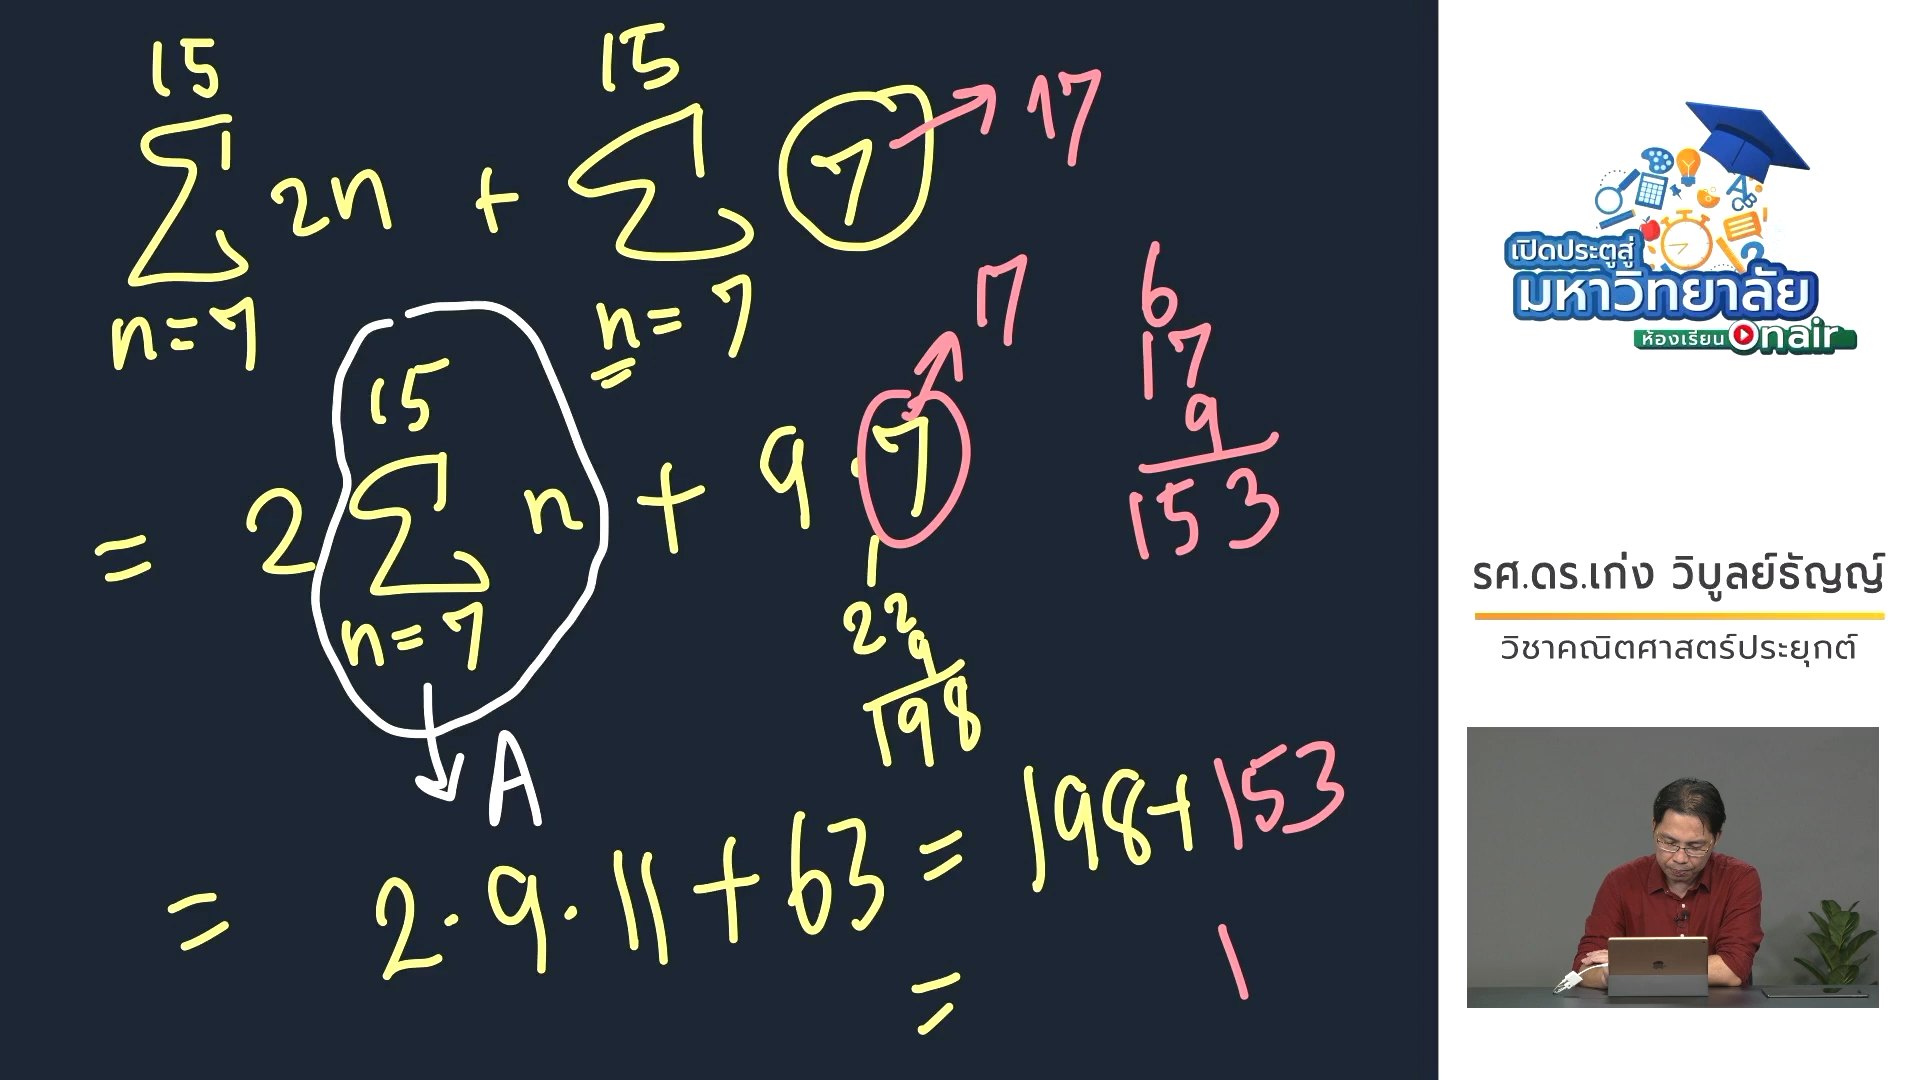 15 15
∑ 2n + ∑ 7 → 17
n=7 n=7
15 17
= 2 ∑ n + 9 · 7
n=7
A
6
17
9
153
1
22
9
198
= 2·9·11+63 = 198+153
= 1
เปิดประตูสู่
มหาวิทยาลัย
ห้องเรียน Onair
รศ.ดร.เก่ง วิบูลย์ธัญญ์
วิชาคณิตศาสตร์ประยุกต์